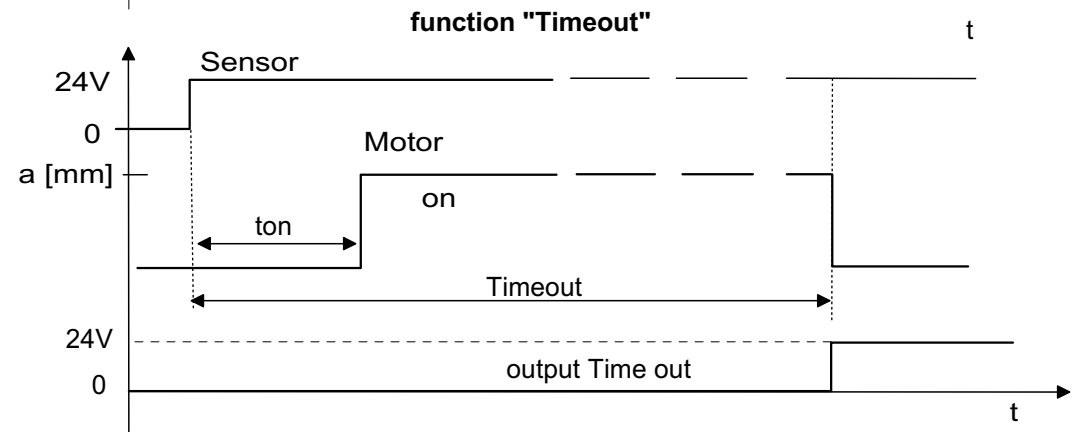 function "Timeout"
t
Sensor
24V
0
Motor
a [mm]
on
ton
Timeout
24V
output Time out
0
t